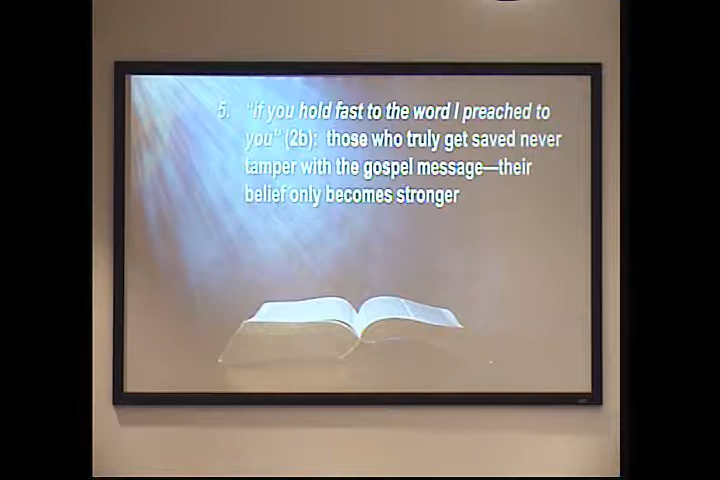 5. "if you hold fast to the word I preached to
you" (2b): those who truly get saved never
tamper with the gospel message—their
belief only becomes stronger